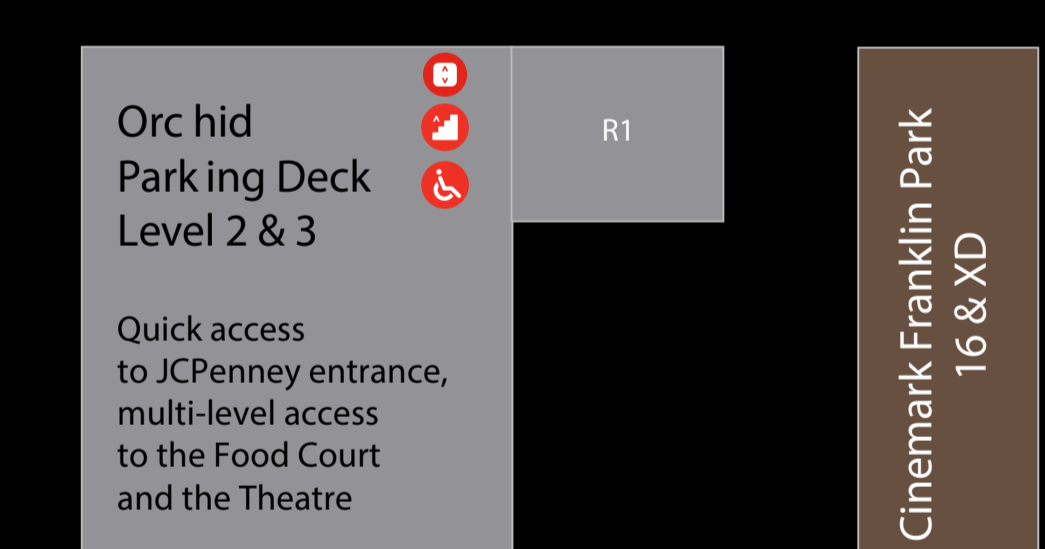 Orc hid
Park ing Deck
Level 2 & 3
Quick access
to JCPenney entrance,
multi-level access
to the Food Court
and the Theatre
R1
Cinemark Franklin Park
16 & XD